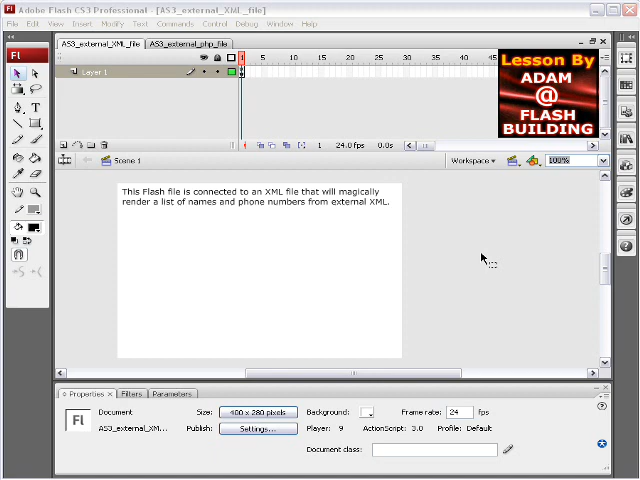 Adobe Flash CS3 Professional - [AS3_external_XML_file]
File Edit View Insert Modify Text Commands Control Debug Window Help
Fl
AS3_external_XML_file AS3_external_php_file
1 5 10 15 20 25 30 35 40 45
Layer 1
Lesson By
ADAM
@
FLASH
BUILDING
1 24.0 fps 0.0s
Scene 1 Workspace 100%
This Flash file is connected to an XML file that will magically
render a list of names and phone numbers from external XML.
Properties x Filters Parameters
Fl Document Size: 400 x 280 pixels Background: Frame rate: 24 fps
AS3_external_XM... Publish: Settings... Player: 9 ActionScript: 3.0 Profile: Default
Document class: